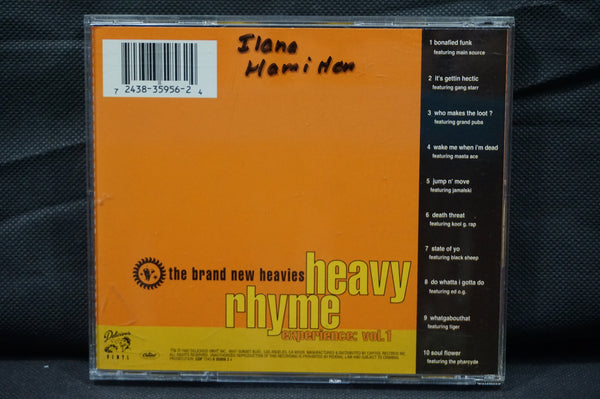 Ilana
Hamilton
7 24383-59562 4
the brand new heavies
heavy
rhyme
experience: vol.1
Delicious
VINYL
Capitol
1 bonafied funk
featuring main source
2 it's gettin hectic
featuring gang starr
3 who makes the loot ?
featuring grand puba
4 wake me when i'm dead
featuring masta ace
5 jump n' move
featuring jamalski
6 death threat
featuring kool g. rap
7 state of yo
featuring black sheep
8 do whatta i gotta do
featuring ed o.g.
9 whatgabouthat
featuring tiger
10 soul flower
featuring the pharcyde